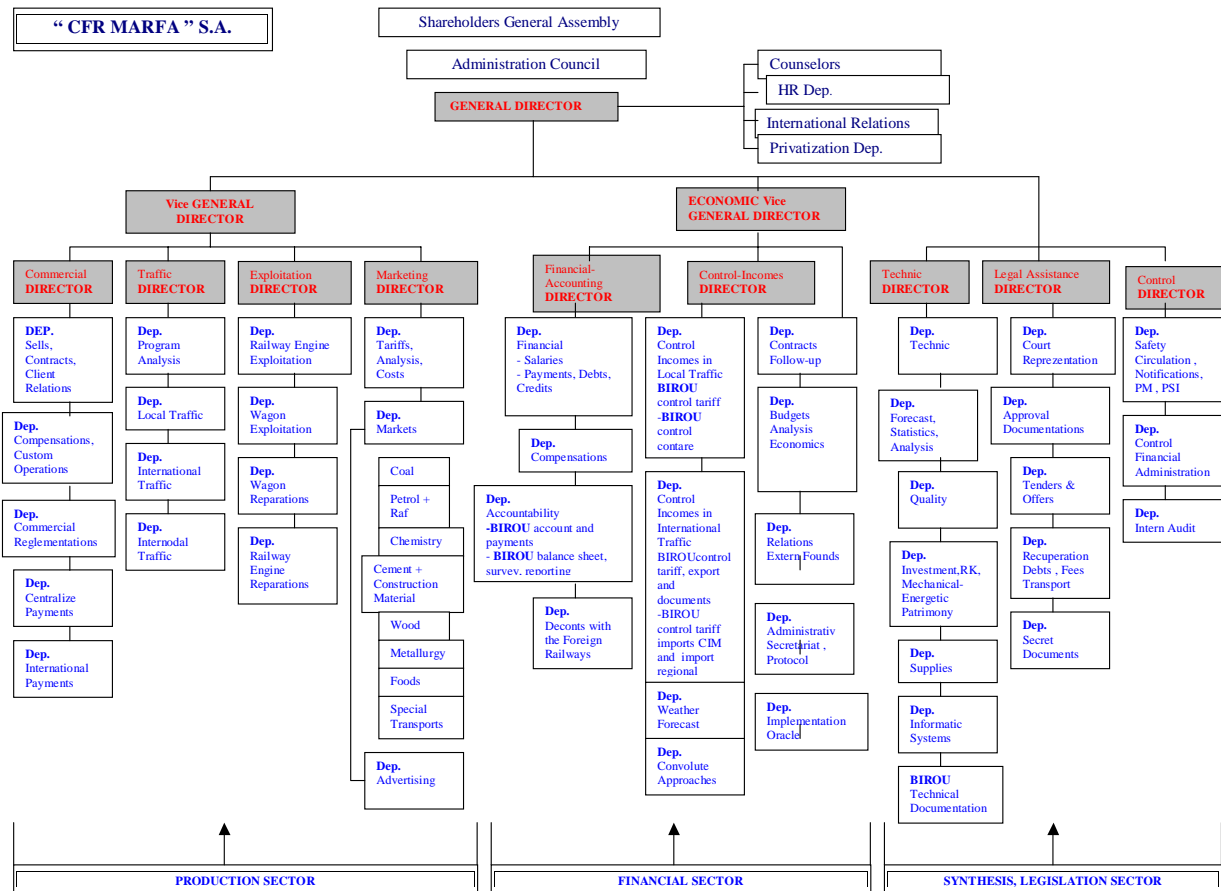 “ CFR MARFA ” S.A.
Shareholders General Assembly
Administration Council
GENERAL DIRECTOR
Counselors
HR Dep.
International Relations
Privatization Dep.
Vice GENERAL
DIRECTOR
ECONOMIC Vice
GENERAL DIRECTOR
Commercial
DIRECTOR
Traffic
DIRECTOR
Exploitation
DIRECTOR
Marketing
DIRECTOR
Financial-
Accounting
DIRECTOR
Control-Incomes
DIRECTOR
Technic
DIRECTOR
Legal Assistance
DIRECTOR
Control
DIRECTOR
DEP.
Sells,
Contracts,
Client
Relations
Dep.
Compensations,
Custom
Operations
Dep.
Commercial
Reglementations
Dep.
Centralize
Payments
Dep.
International
Payments
Dep.
Program
Analysis
Dep.
Local Traffic
Dep.
International
Traffic
Dep.
Internodal
Traffic
Dep.
Railway Engine
Exploitation
Dep.
Wagon
Exploitation
Dep.
Wagon
Reparations
Dep.
Railway
Engine
Reparations
Dep.
Tariffs,
Analysis,
Costs
Dep.
Markets
Coal
Petrol +
Raf
Chemistry
Cement +
Construction
Material
Wood
Metallurgy
Foods
Special
Transports
Dep.
Advertising
Dep.
Financial
- Salaries
- Payments, Debts,
Credits
Dep.
Compensations
Dep.
Accountability
-BIROU account and
payments
- BIROU balance sheet,
survey, reporting
Dep.
Deconts with
the Foreign
Railways
Dep.
Control
Incomes in
Local Traffic
BIROU
control tariff
-BIROU
control
contare
Dep.
Control
Incomes in
International
Traffic
BIROUcontrol
tariff, export
and
documents
-BIROU
control tariff
imports CIM
and import
regional
Dep.
Weather
Forecast
Dep.
Convolute
Approaches
Dep.
Contracts
Follow-up
Dep.
Budgets
Analysis
Economics
Dep.
Relations
Extern Founds
Dep.
Administrativ
Secretariat ,
Protocol
Dep.
Implementation
Oracle
Dep.
Technic
Dep.
Forecast,
Statistics,
Analysis
Dep.
Quality
Dep.
Investment,RK,
Mechanical-
Energetic
Patrimony
Dep.
Supplies
Dep.
Informatic
Systems
BIROU
Technical
Documentation
Dep.
Court
Reprezentation
Dep.
Approval
Documentations
Dep.
Tenders &
Offers
Dep.
Recuperation
Debts , Fees
Transport
Dep.
Secret
Documents
Dep.
Safety
Circulation ,
Notifications,
PM , PSI
Dep.
Control
Financial
Administration
Dep.
Intern Audit
PRODUCTION SECTOR
FINANCIAL SECTOR
SYNTHESIS, LEGISLATION SECTOR